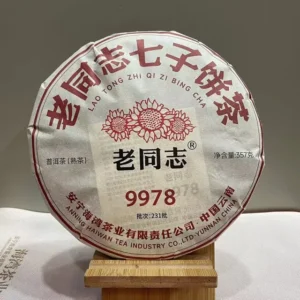 老同志七子饼茶
LAO TONG ZHI QI ZI BING CHA
普洱茶(熟茶)
净含量:357克
老同志®
9978
批次:231批
安宁海湾茶业有限责任公司·中国云南
ANNING HAIWAN TEA INDUSTRY CO.LTD.YUNNAN CHINA